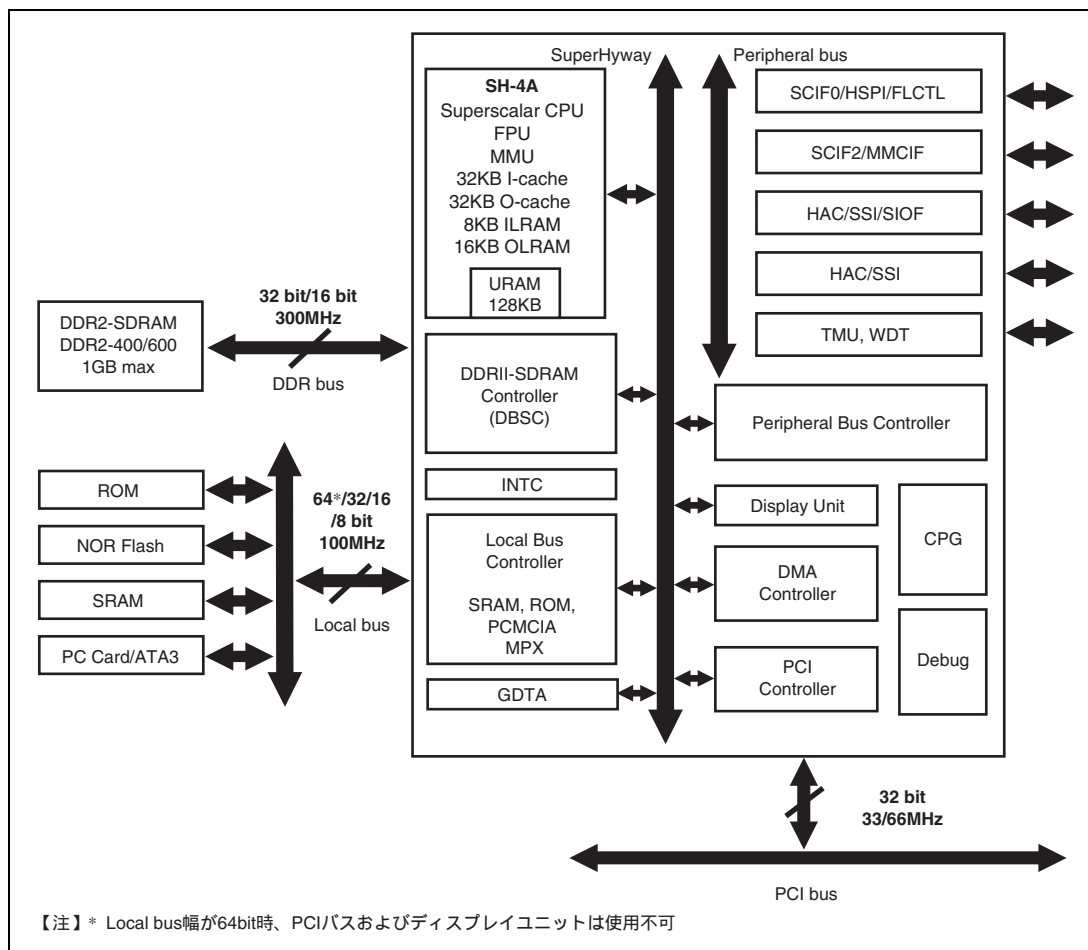 SuperHyway
Peripheral bus
SH-4A
Superscalar CPU
FPU
MMU
32KB I-cache
32KB O-cache
8KB ILRAM
16KB OLRAM
URAM
128KB
SCIF0/HSPI/FLCTL
SCIF2/MMCIF
HAC/SSI/SIOF
HAC/SSI
TMU, WDT
DDR2-SDRAM
DDR2-400/600
1GB max
32 bit/16 bit
300MHz
DDR bus
DDRII-SDRAM
Controller
(DBSC)
Peripheral Bus Controller
INTC
ROM
NOR Flash
SRAM
PC Card/ATA3
64*/32/16
/8 bit
100MHz
Local bus
Local Bus
Controller
SRAM, ROM,
PCMCIA
MPX
GDTA
Display Unit
DMA
Controller
PCI
Controller
CPG
Debug
32 bit
33/66MHz
PCI bus
【注】* Local bus幅が64bit時、PCIバスおよびディスプレイユニットは使用不可